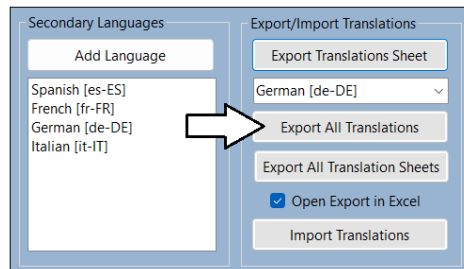 Secondary Languages
Add Language
Spanish [es-ES]
French [fr-FR]
German [de-DE]
Italian [it-IT]
Export/Import Translations
Export Translations Sheet
German [de-DE]
Export All Translations
Export All Translation Sheets
Open Export in Excel
Import Translations